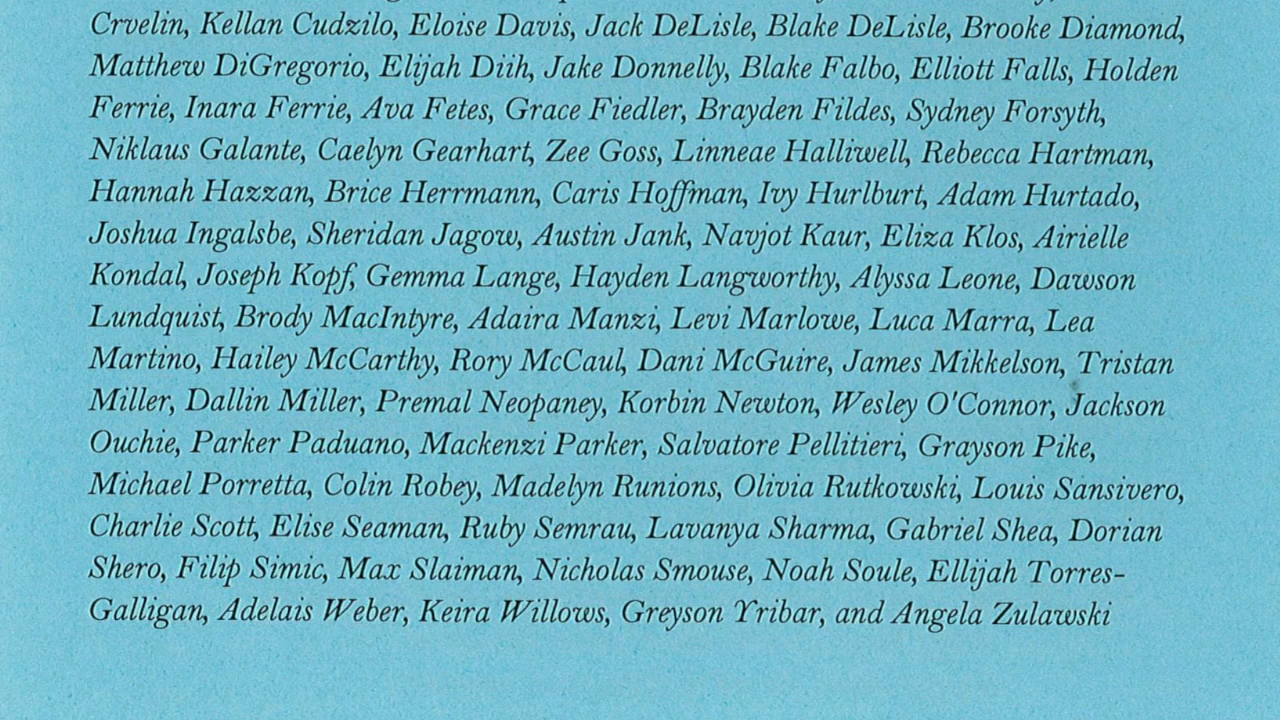 Crvelin, Kellan Cudzilo, Eloise Davis, Jack DeLisle, Blake DeLisle, Brooke Diamond,
Matthew DiGregorio, Elijah Diih, Jake Donnelly, Blake Falbo, Elliott Falls, Holden
Ferrie, Inara Ferrie, Ava Fetes, Grace Fiedler, Brayden Fildes, Sydney Forsyth,
Niklaus Galante, Caelyn Gearhart, Zee Goss, Linneae Halliwell, Rebecca Hartman,
Hannah Hazzan, Brice Herrmann, Caris Hoffman, Ivy Hurlburt, Adam Hurtado,
Joshua Ingalsbe, Sheridan Jagow, Austin Jank, Navjot Kaur, Eliza Klos, Airielle
Kondal, Joseph Kopf, Gemma Lange, Hayden Langworthy, Alyssa Leone, Dawson
Lundquist, Brody MacIntyre, Adaira Manzi, Levi Marlowe, Luca Marra, Lea
Martino, Hailey McCarthy, Rory McCaul, Dani McGuire, James Mikkelson, Tristan
Miller, Dallin Miller, Premal Neopaney, Korbin Newton, Wesley O'Connor, Jackson
Ouchie, Parker Paduano, Mackenzi Parker, Salvatore Pellitieri, Grayson Pike,
Michael Porretta, Colin Robey, Madelyn Runions, Olivia Rutkowski, Louis Sansivero,
Charlie Scott, Elise Seaman, Ruby Semrau, Lavanya Sharma, Gabriel Shea, Dorian
Shero, Filip Simic, Max Slaiman, Nicholas Smouse, Noah Soule, Ellijah Torres-
Galligan, Adelais Weber, Keira Willows, Greyson Yribar, and Angela Zulawski